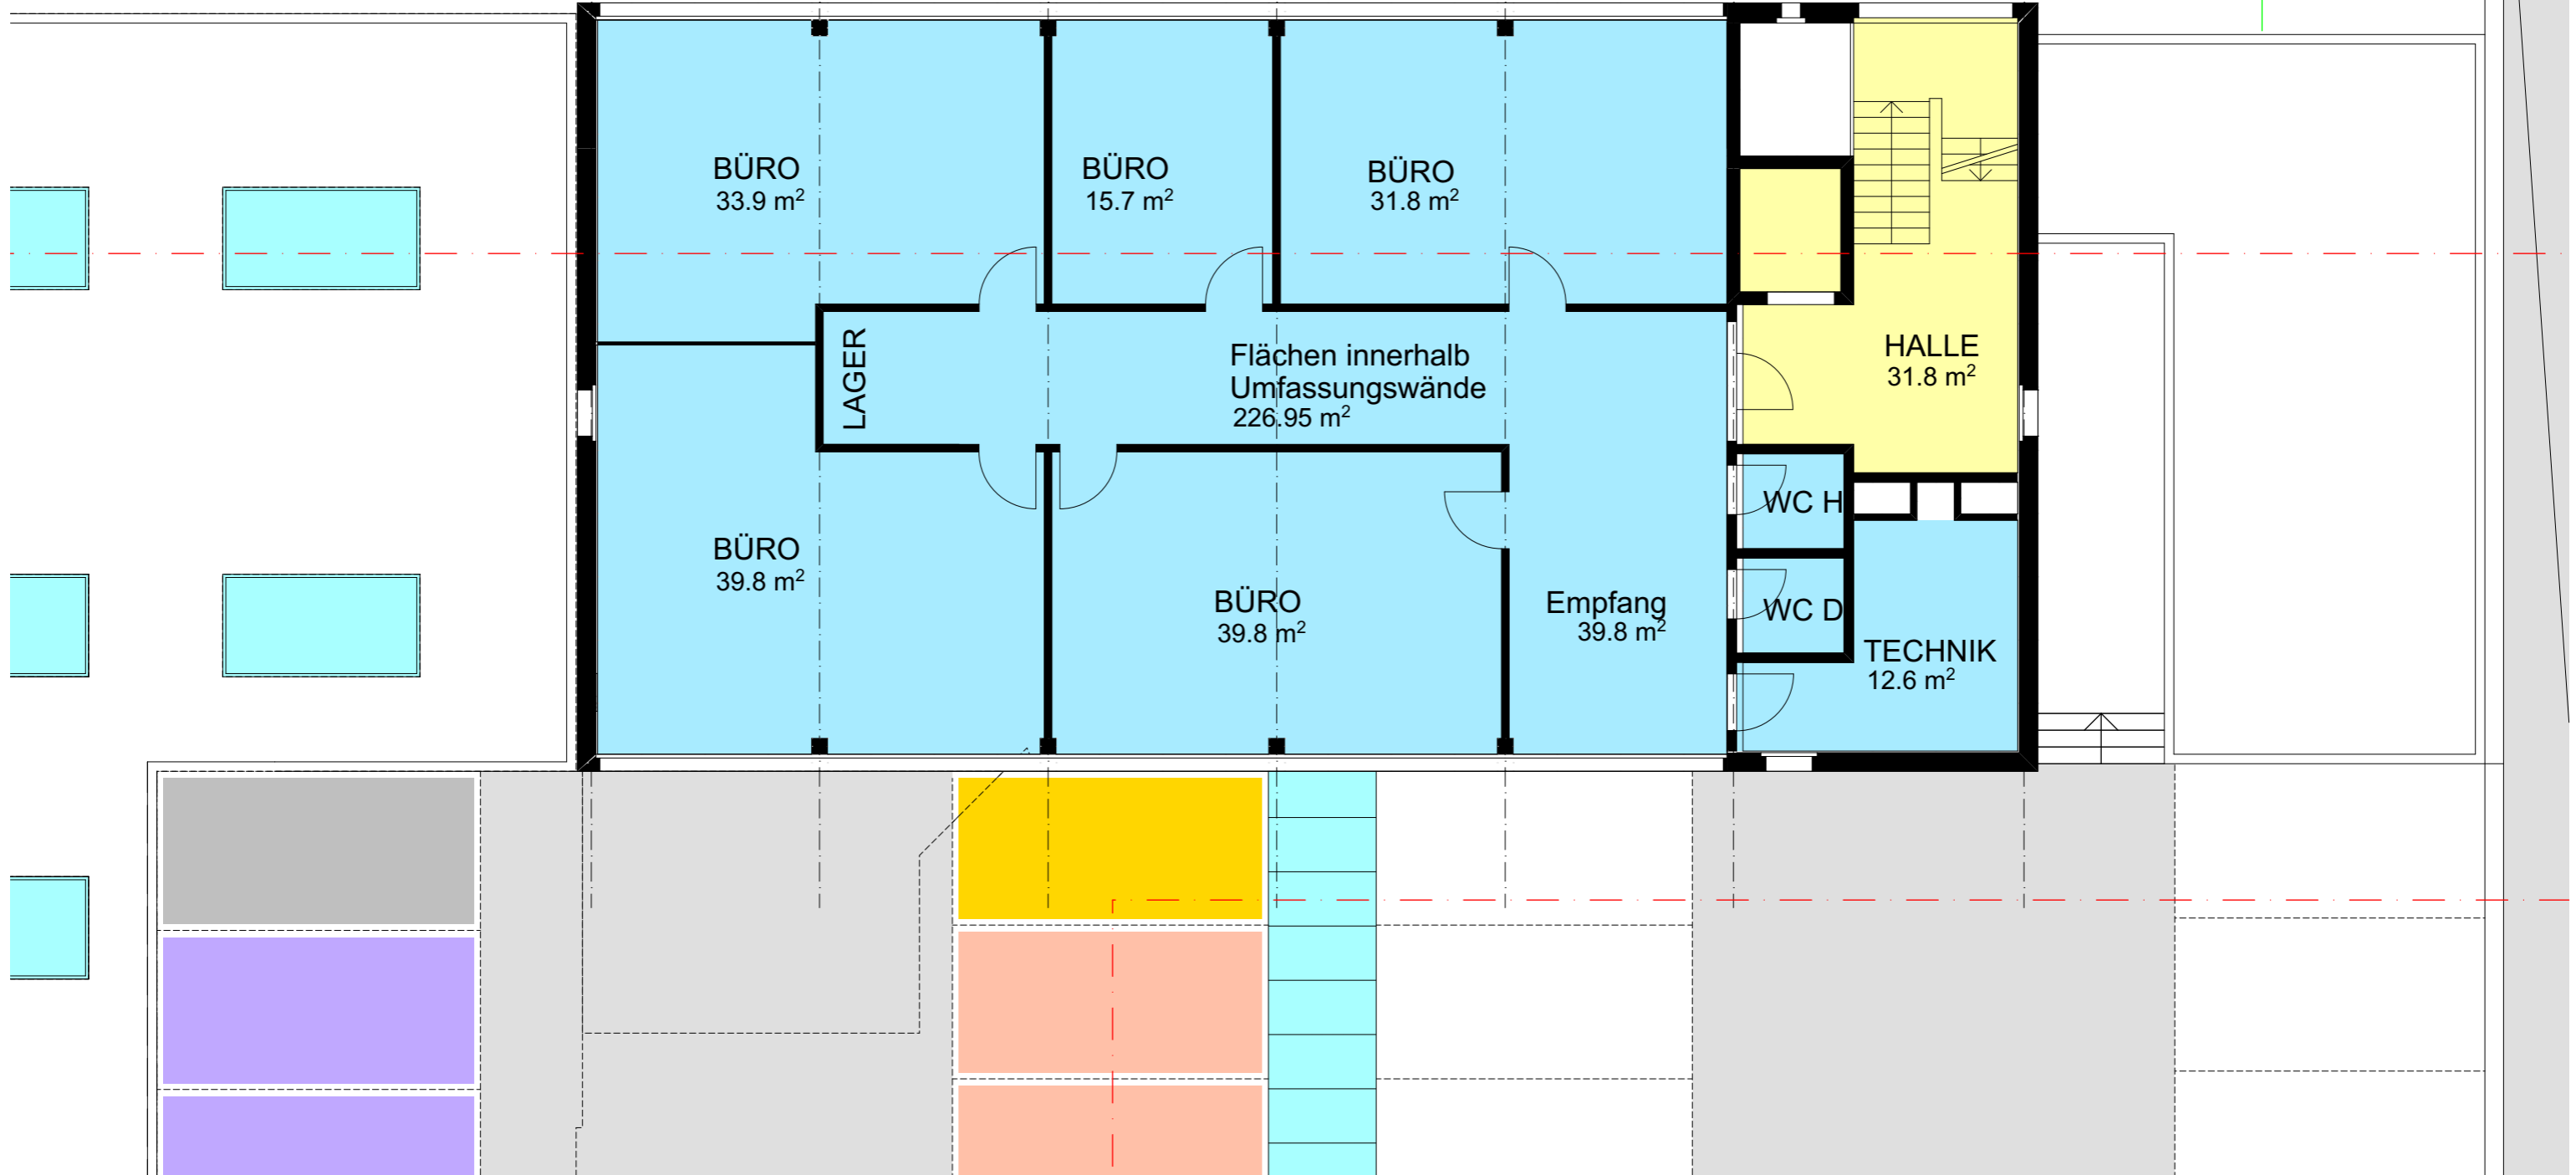 BÜRO
33.9 m²
BÜRO
15.7 m²
BÜRO
31.8 m²
LAGER
Flächen innerhalb
Umfassungswände
226.95 m²
HALLE
31.8 m²
BÜRO
39.8 m²
BÜRO
39.8 m²
Empfang
39.8 m²
WC H
WC D
TECHNIK
12.6 m²